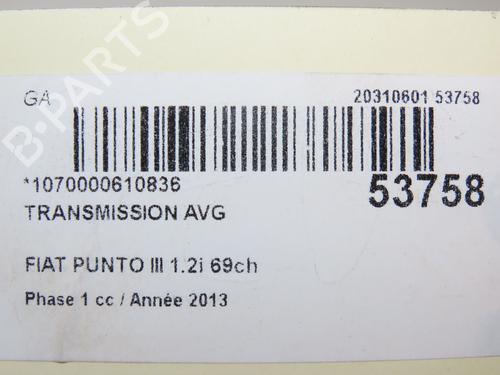 GA
20310601 53758
*1070000610836
53758
TRANSMISSION AVG
FIAT PUNTO III 1.2i 69ch
Phase 1 cc / Année 2013
B-PARTS